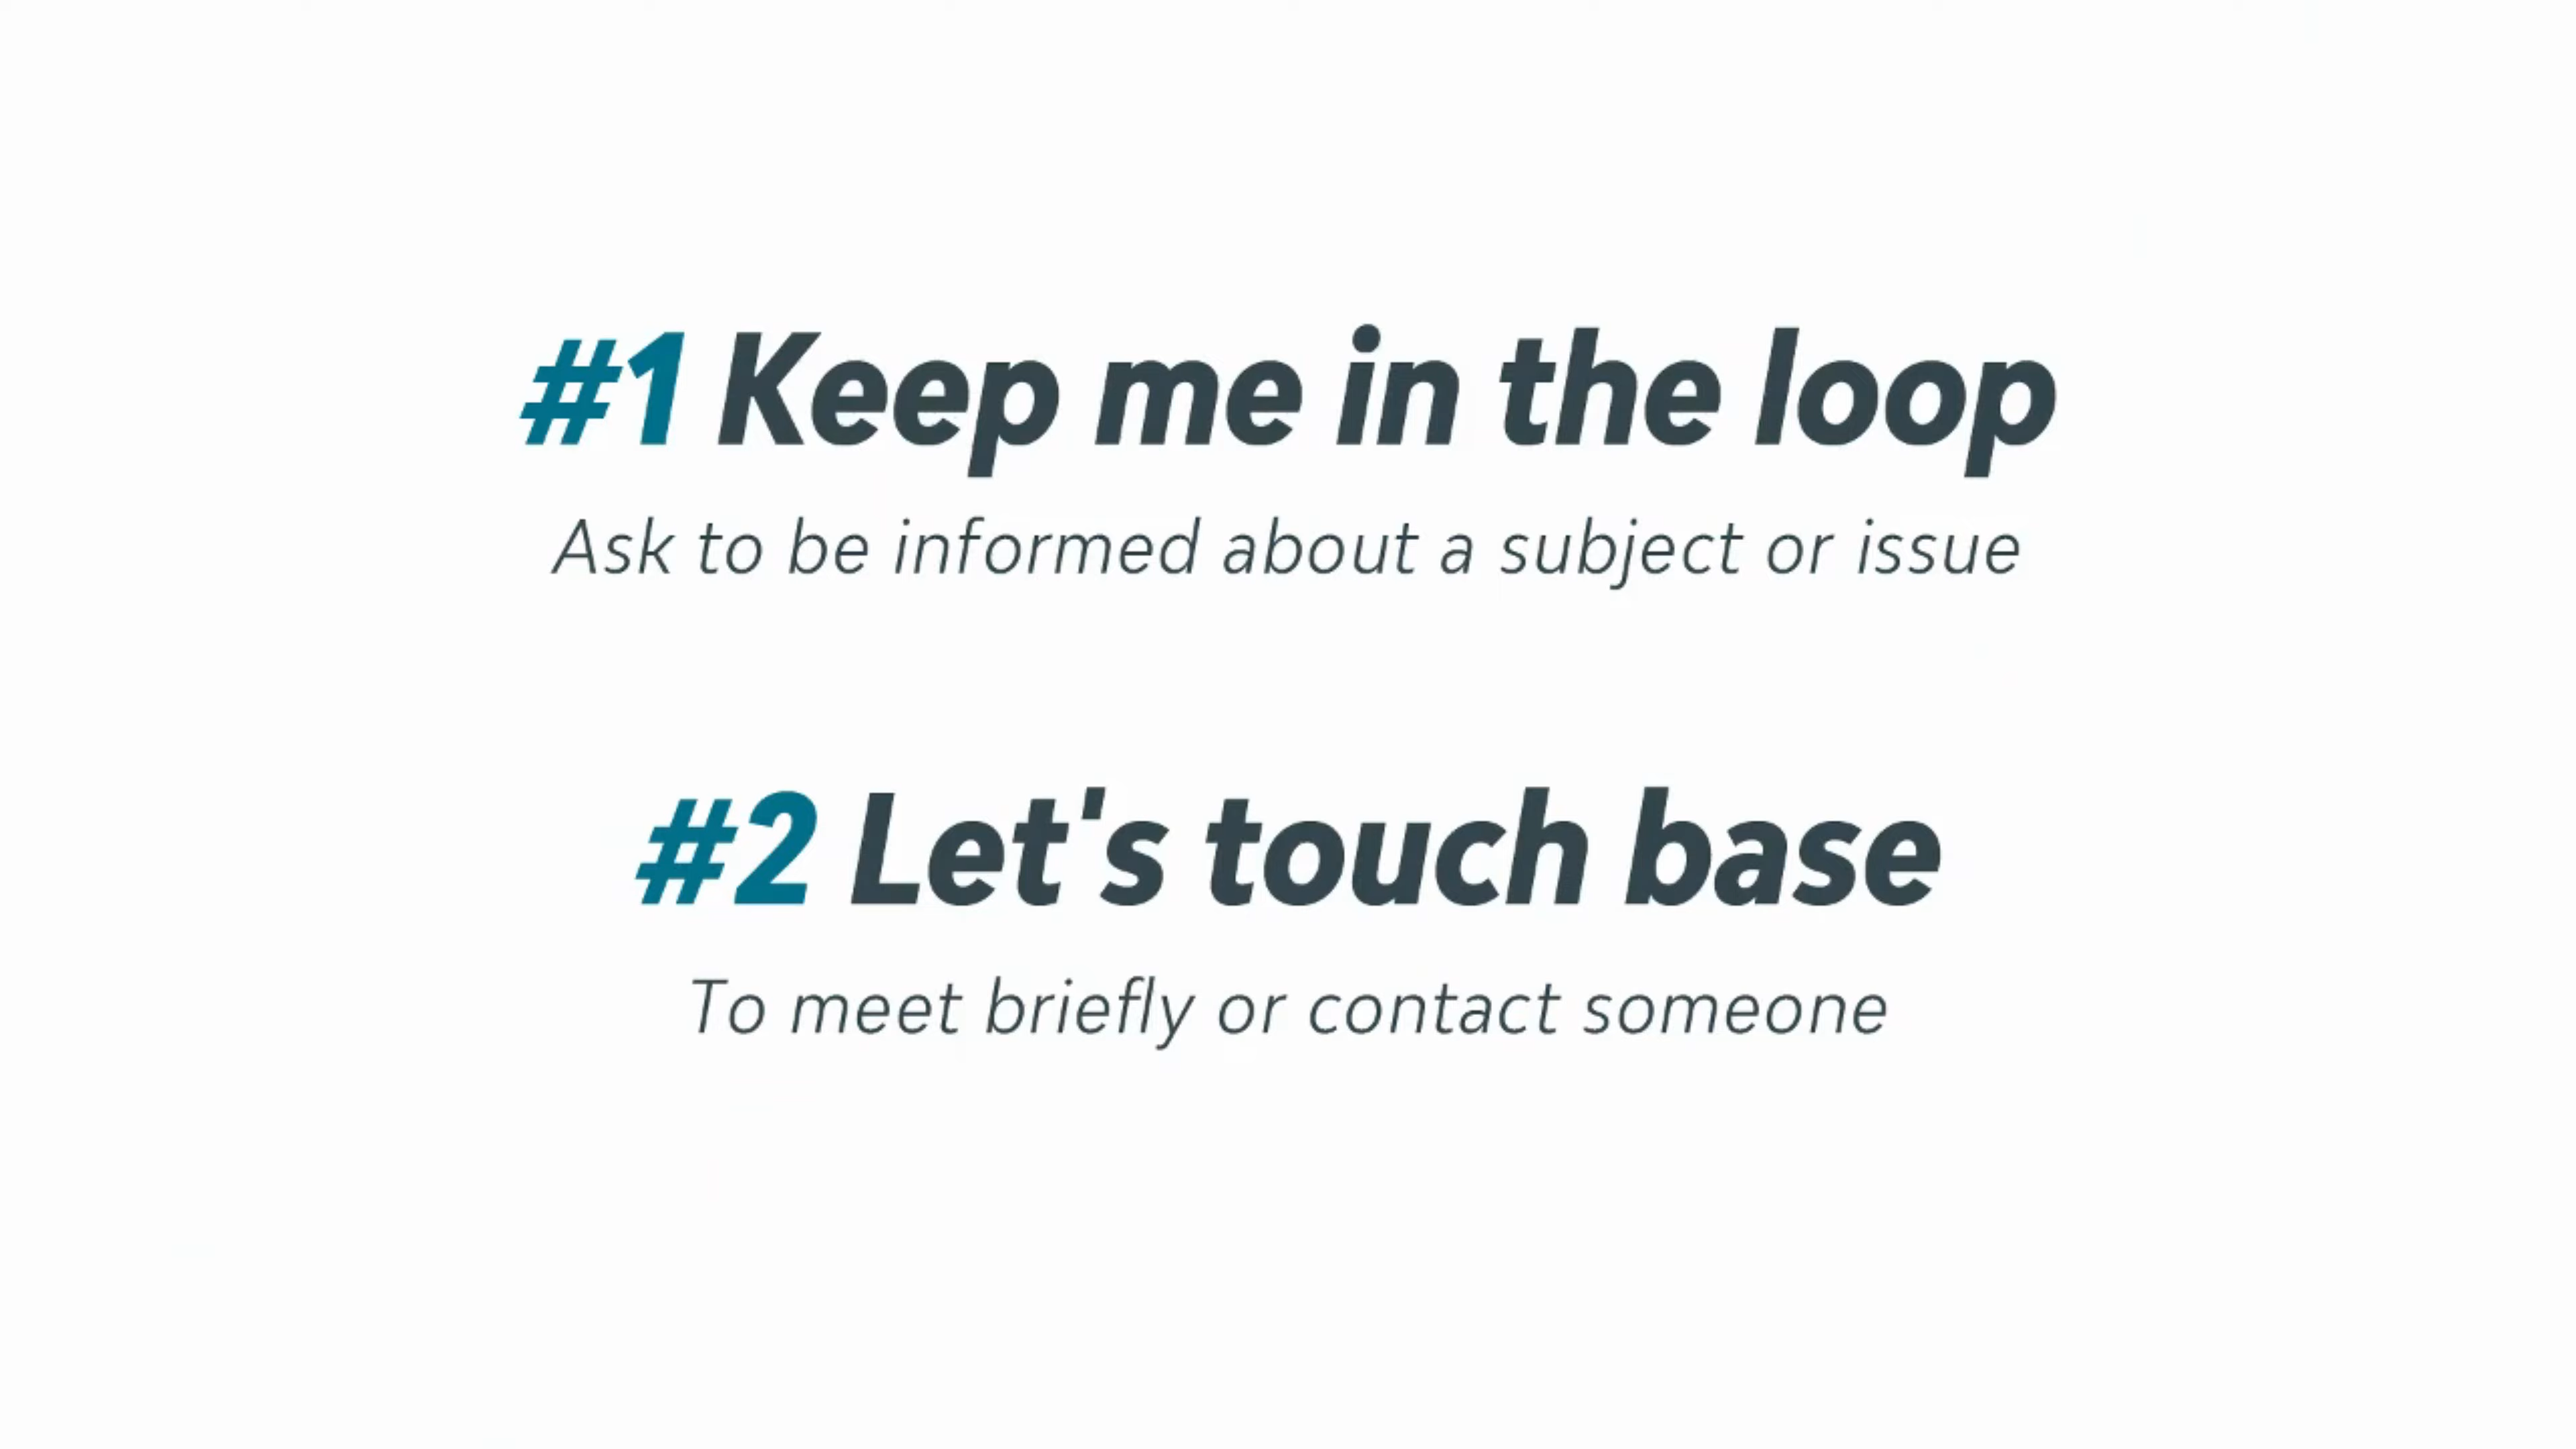 #1 Keep me in the loop
Ask to be informed about a subject or issue
#2 Let's touch base
To meet briefly or contact someone